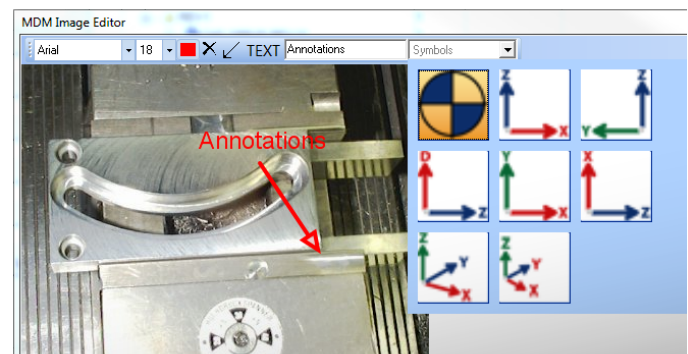 MDM Image Editor
Arial 18 TEXT Annotations Symbols
Annotations
Z X
Z Y
D Z
Y X
X Z
Z Y X
Z Y X